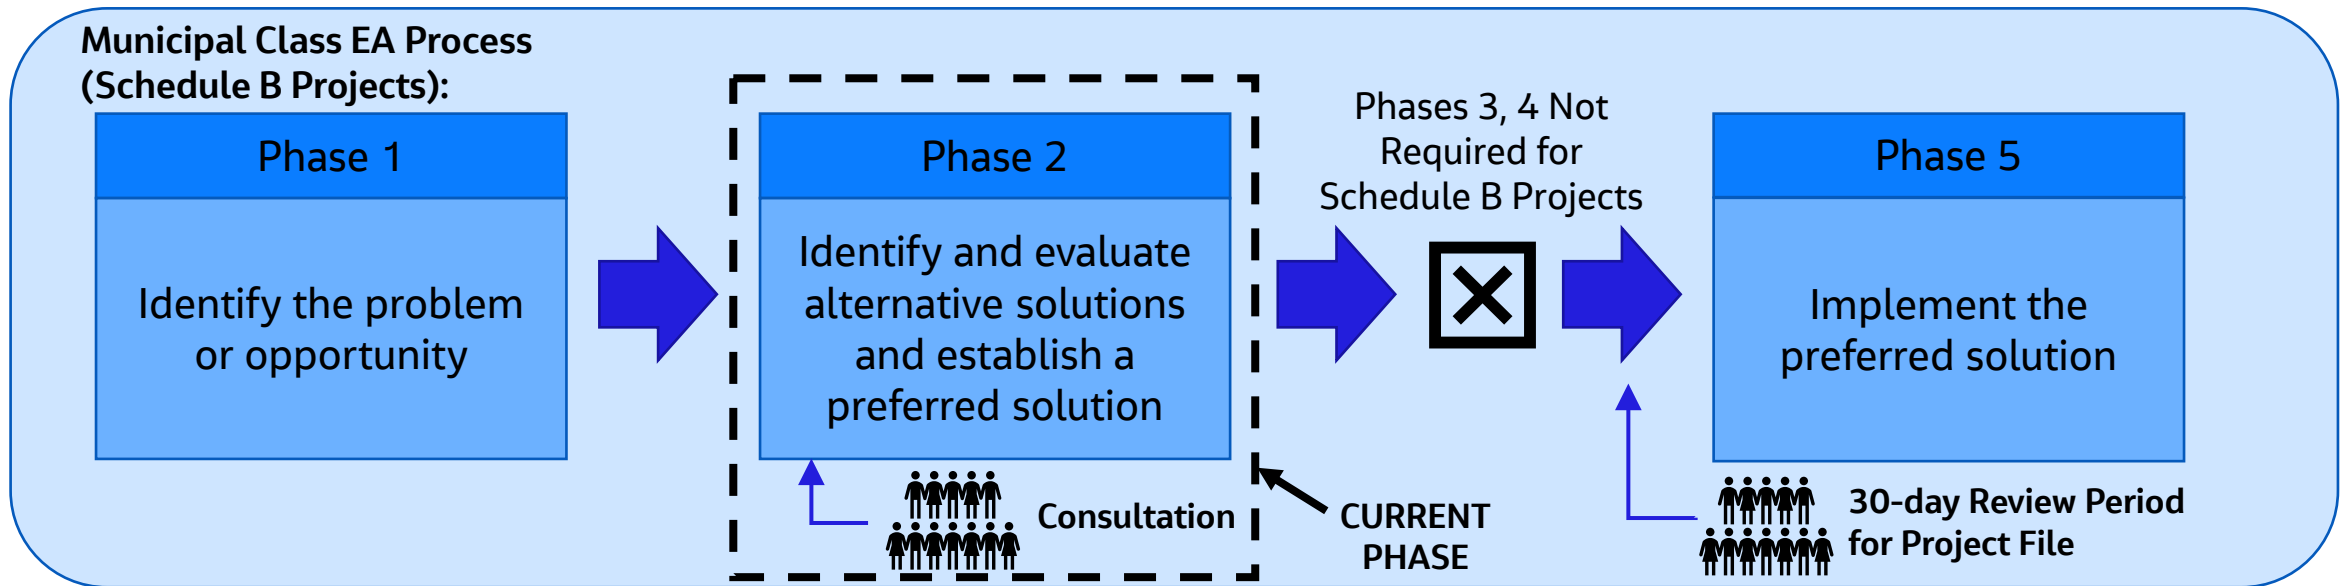 Municipal Class EA Process
(Schedule B Projects):
Phase 1
Identify the problem
or opportunity
Phase 2
Identify and evaluate
alternative solutions
and establish a
preferred solution
Consultation
CURRENT
PHASE
Phases 3, 4 Not
Required for
Schedule B Projects
Phase 5
Implement the
preferred solution
30-day Review Period
for Project File